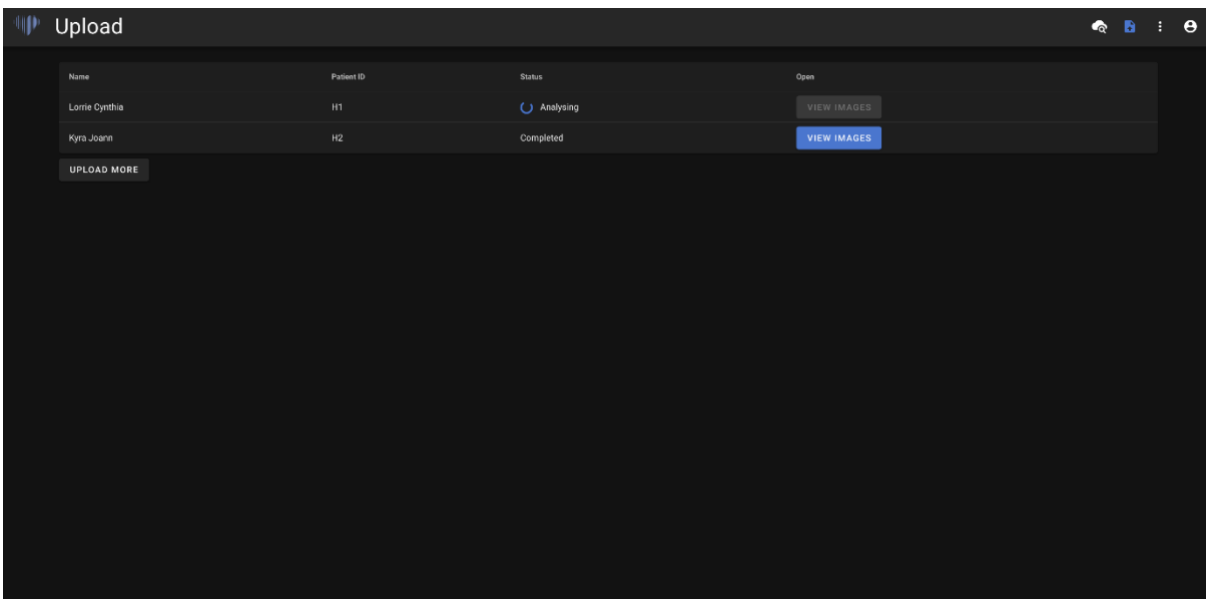 Upload
Name Patient ID Status Open
Lorrie Cynthia H1 Analysing VIEW IMAGES
Kyra Joann H2 Completed VIEW IMAGES
UPLOAD MORE